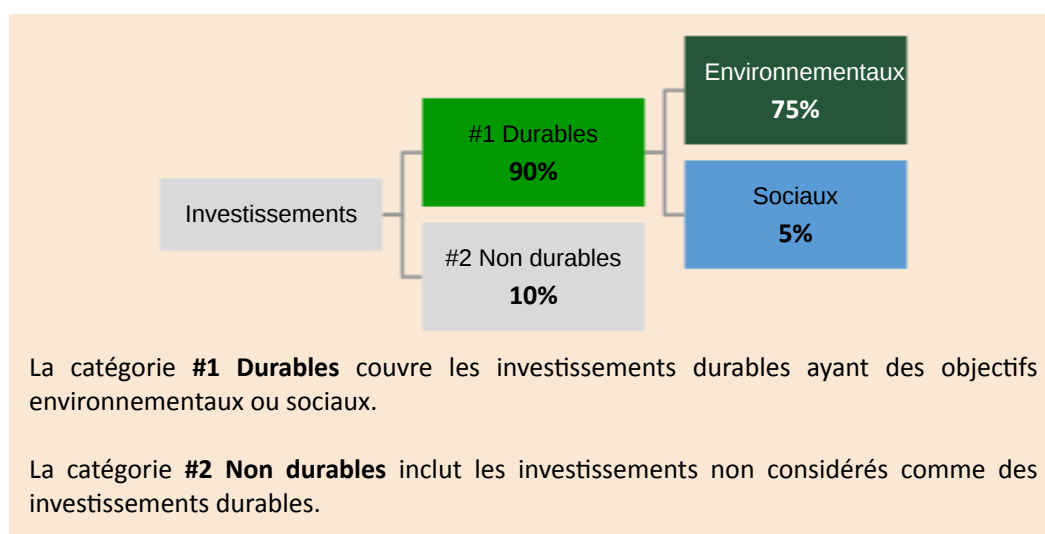 Environnementaux
75%
#1 Durables
90%
Sociaux
5%
Investissements
#2 Non durables
10%
La catégorie #1 Durables couvre les investissements durables ayant des objectifs
environnementaux ou sociaux.
La catégorie #2 Non durables inclut les investissements non considérés comme des
investissements durables.